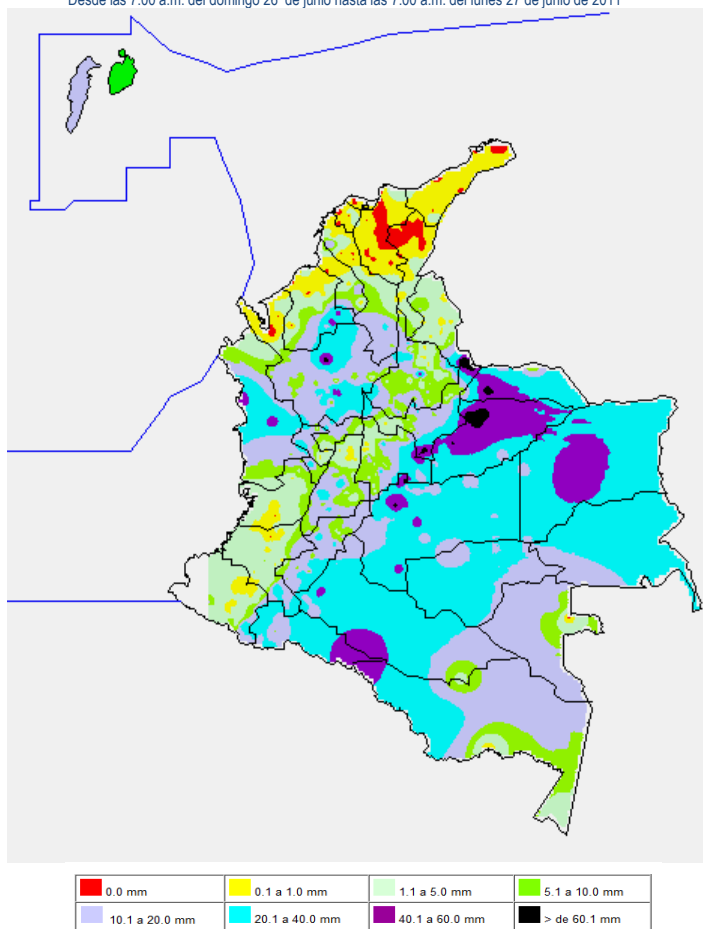 Desde las 7:00 a.m. del domingo 26 de junio hasta las 7:00 a.m. del lunes 27 de junio de 2011
0.0 mm 0.1 a 1.0 mm 1.1 a 5.0 mm 5.1 a 10.0 mm
10.1 a 20.0 mm 20.1 a 40.0 mm 40.1 a 60.0 mm > de 60.1 mm